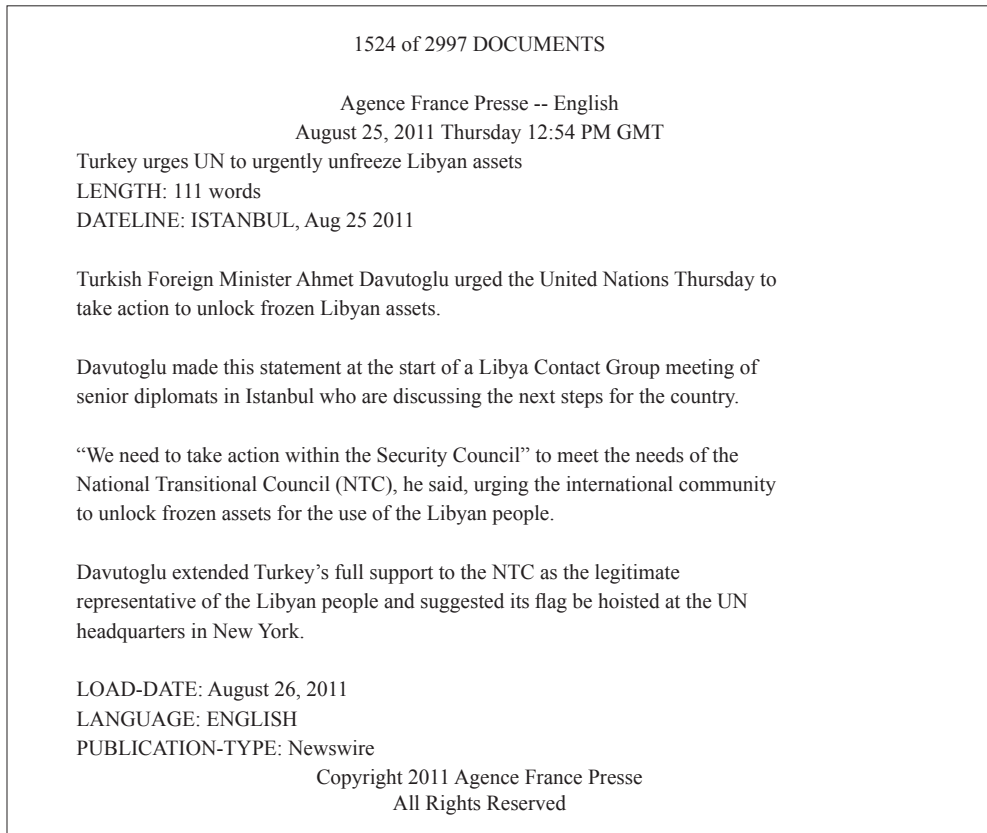 1524 of 2997 DOCUMENTS
Agence France Presse -- English
August 25, 2011 Thursday 12:54 PM GMT
Turkey urges UN to urgently unfreeze Libyan assets
LENGTH: 111 words
DATELINE: ISTANBUL, Aug 25 2011
Turkish Foreign Minister Ahmet Davutoglu urged the United Nations Thursday to
take action to unlock frozen Libyan assets.
Davutoglu made this statement at the start of a Libya Contact Group meeting of
senior diplomats in Istanbul who are discussing the next steps for the country.
“We need to take action within the Security Council” to meet the needs of the
National Transitional Council (NTC), he said, urging the international community
to unlock frozen assets for the use of the Libyan people.
Davutoglu extended Turkey’s full support to the NTC as the legitimate
representative of the Libyan people and suggested its flag be hoisted at the UN
headquarters in New York.
LOAD-DATE: August 26, 2011
LANGUAGE: ENGLISH
PUBLICATION-TYPE: Newswire
Copyright 2011 Agence France Presse
All Rights Reserved